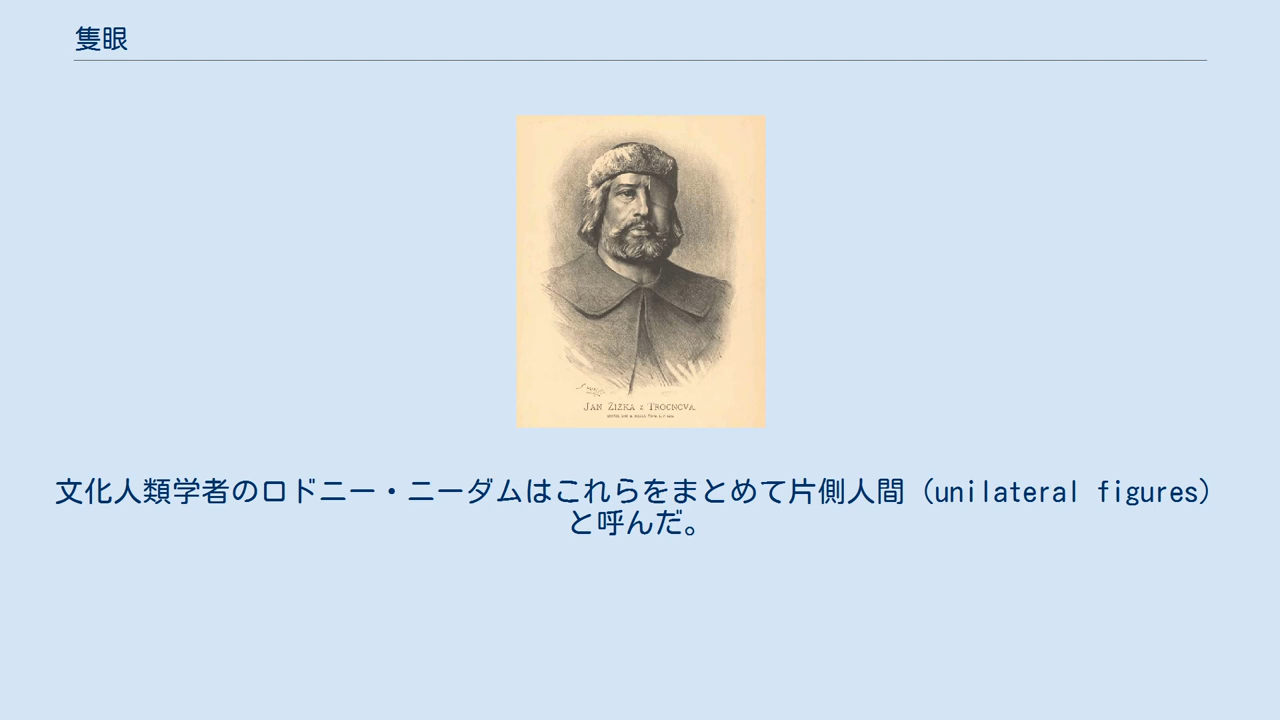 隻眼
JAN ŽIŽKA z TROCNOVA.
文化人類学者のロドニー・ニーダムはこれらをまとめて片側人間（unilateral figures）
と呼んだ。